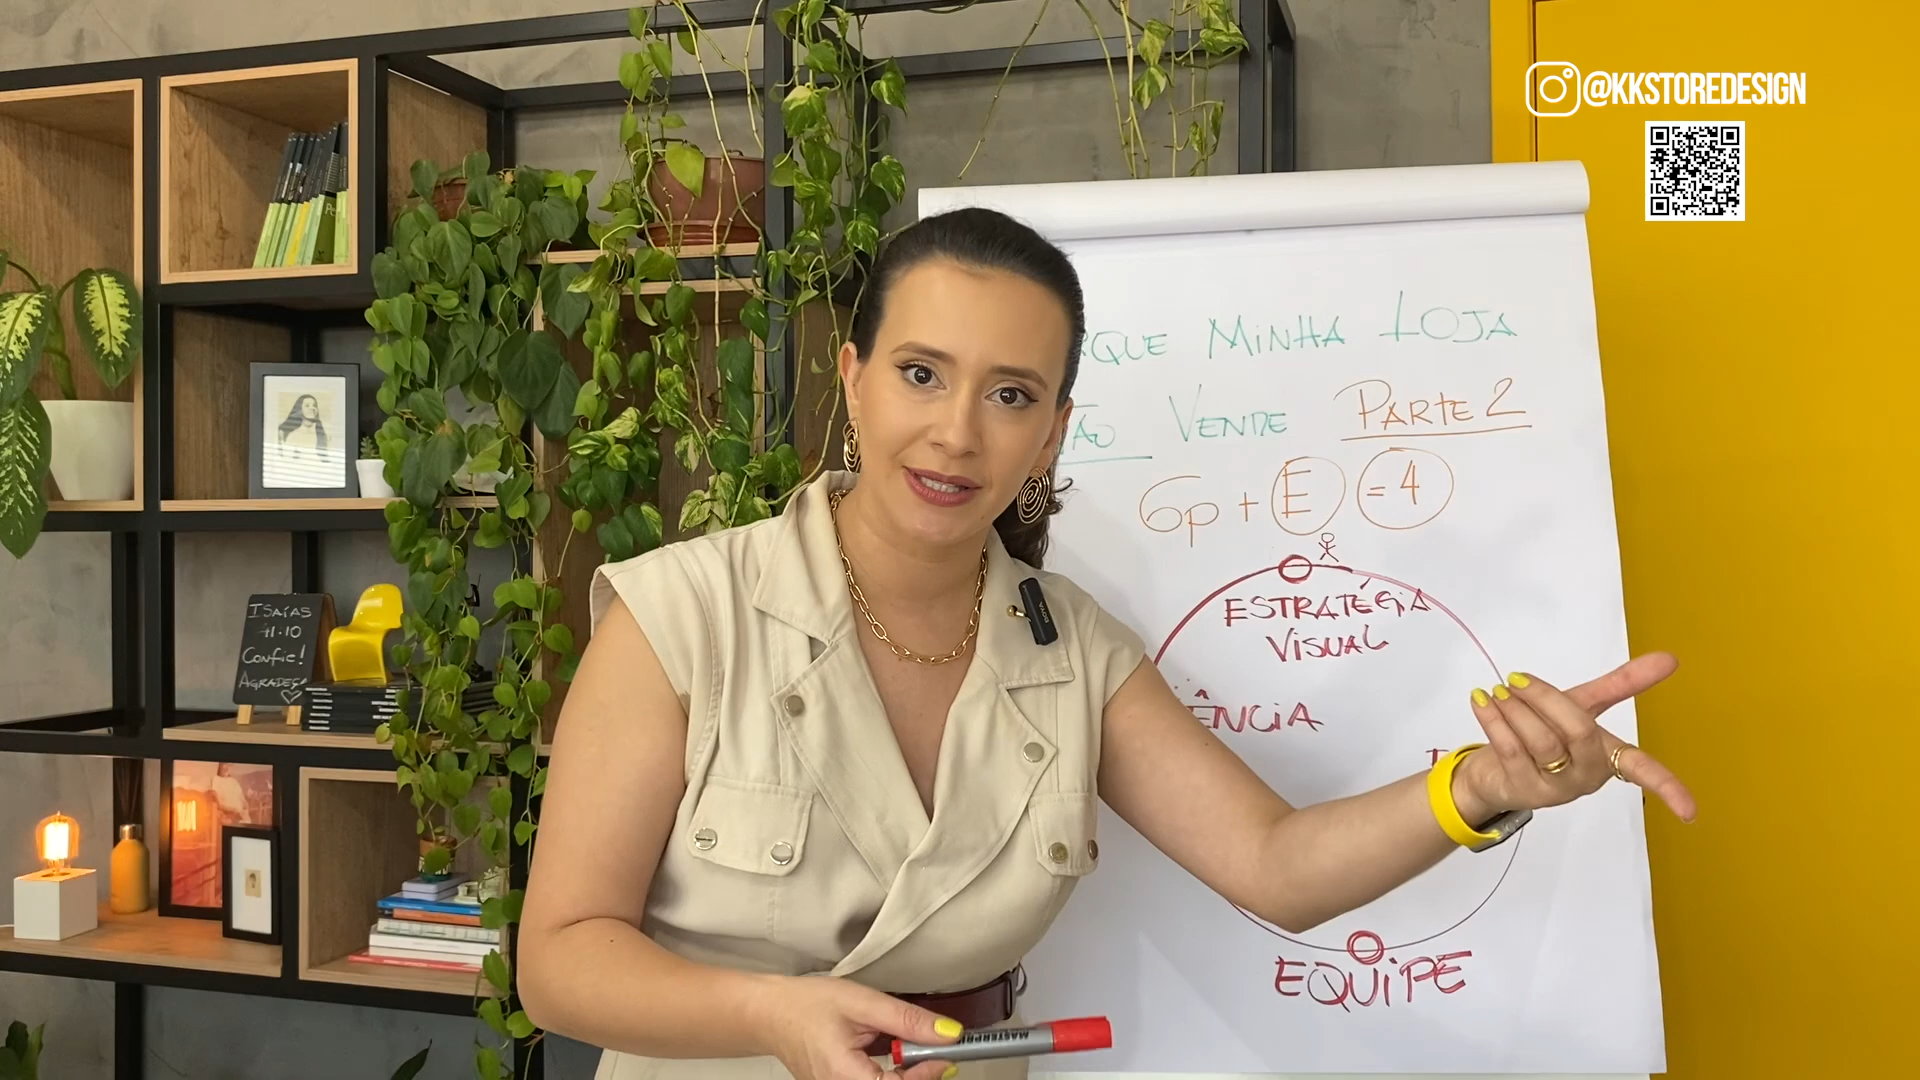 @KKSTOREDESIGN
RQUE MINHA LOJA
ÃO VENDE PARTE 2
6p + E = 4
ESTRATÉGIA
VISUAL
ÊNCIA
EQUIPE
ISAÍAS
41.10
Confie!
AGRADEÇA